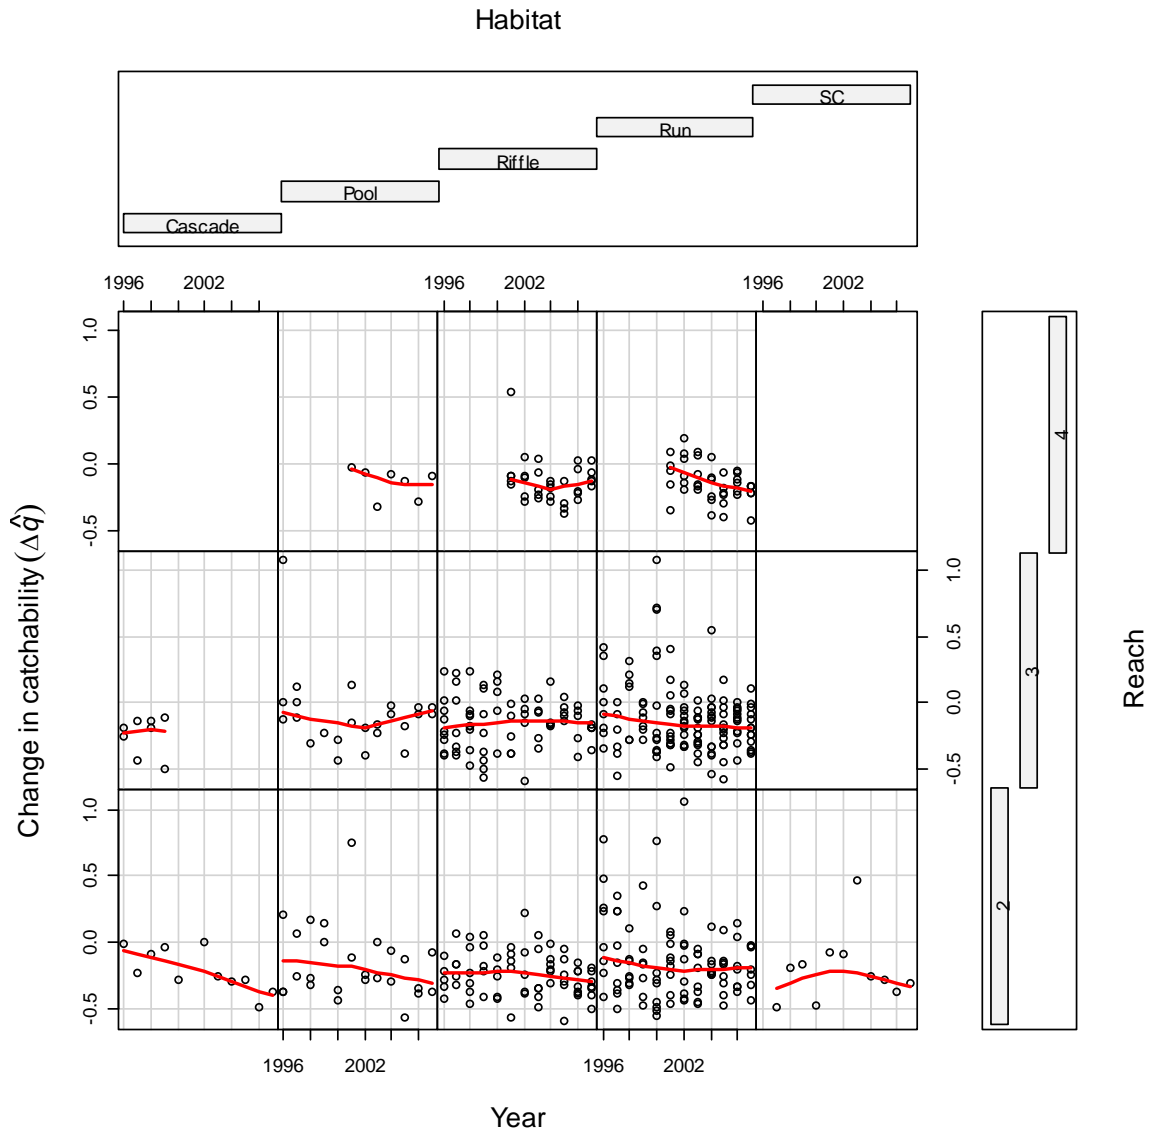 Habitat
SC
Run
Riffle
Pool
Cascade
1996 2002 1996 2002 1996 2002
1.0
0.5
0.0
-0.5
4
1.0
0.5
0.0
-0.5
3
1.0
0.5
0.0
-0.5
2
Change in catchability (Δq̂)
Reach
1996 2002 1996 2002
Year